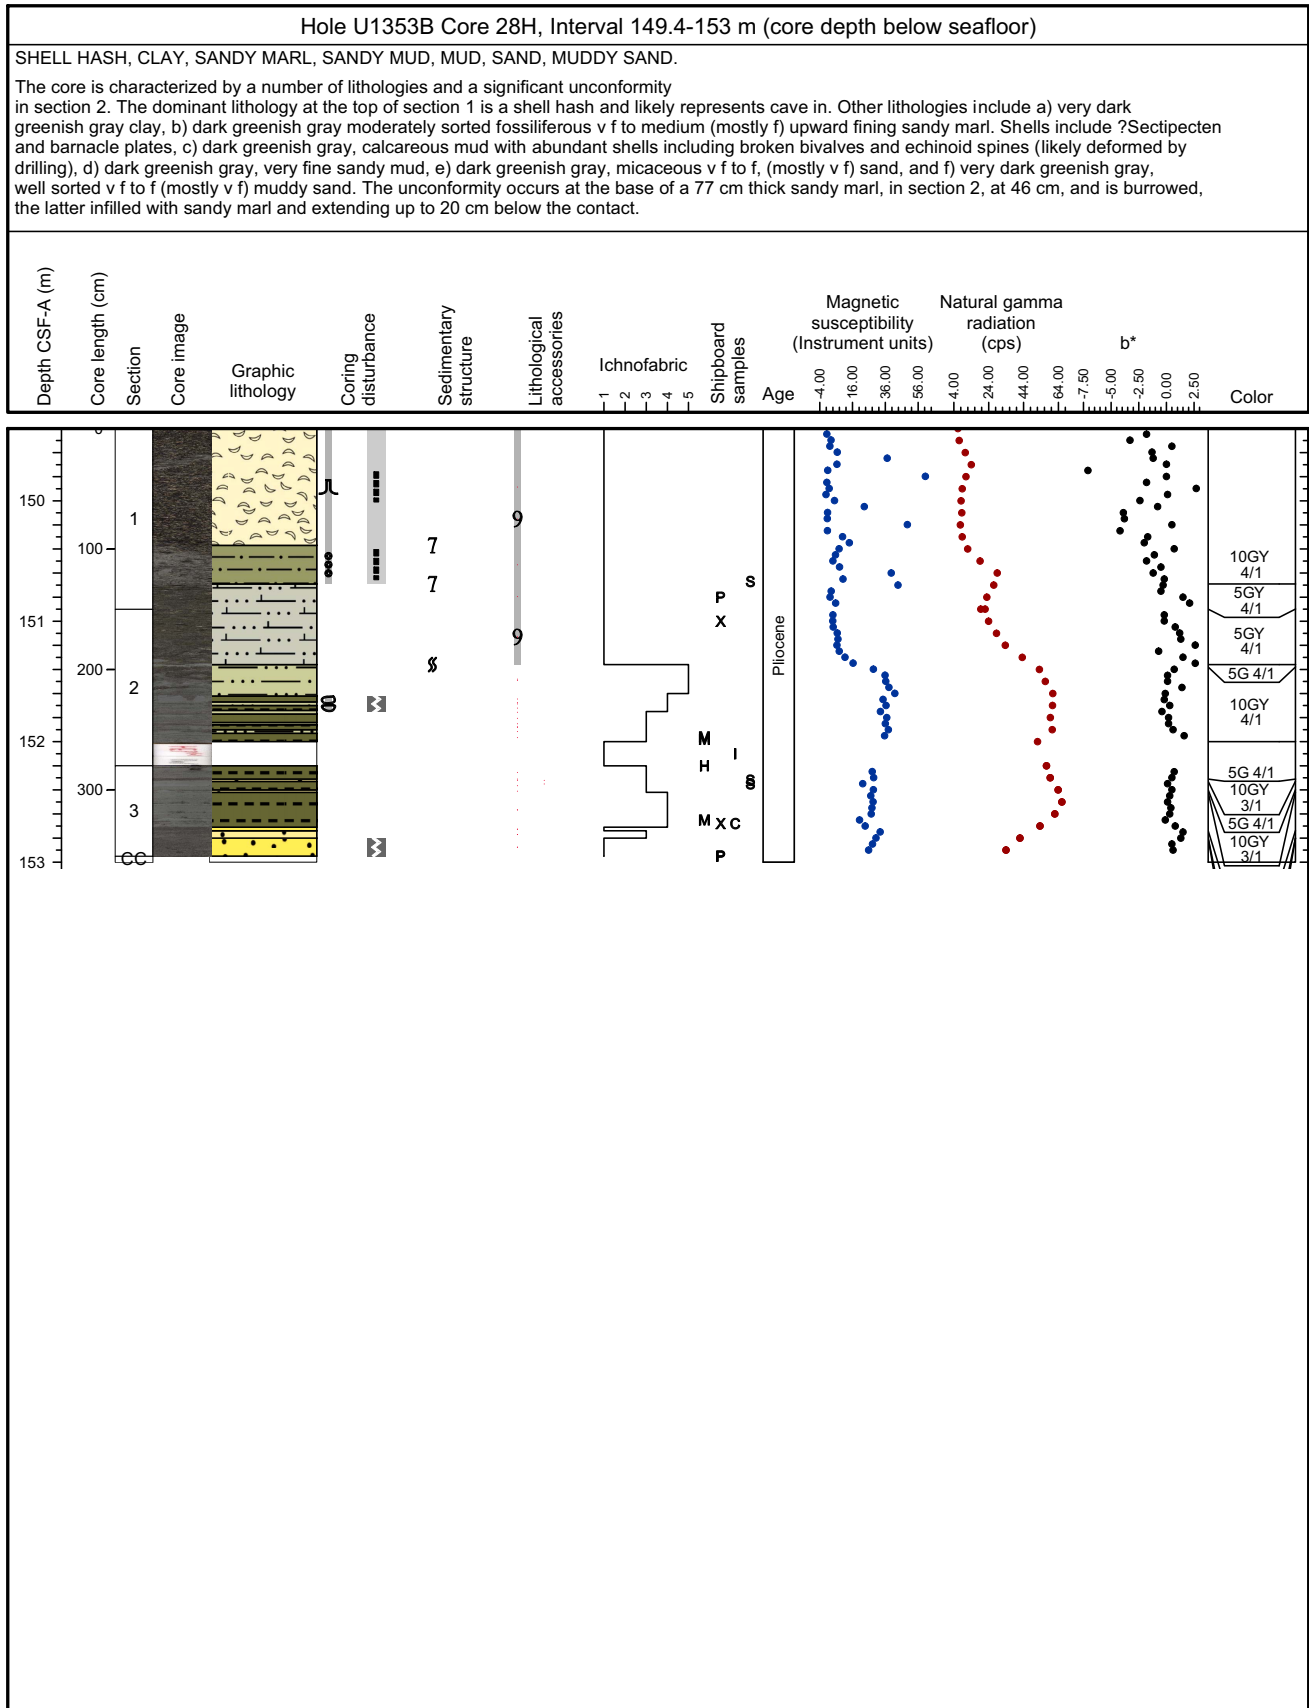 Hole U1353B Core 28H, Interval 149.4-153 m (core depth below seafloor)
SHELL HASH, CLAY, SANDY MARL, SANDY MUD, MUD, SAND, MUDDY SAND.
The core is characterized by a number of lithologies and a significant unconformity
in section 2. The dominant lithology at the top of section 1 is a shell hash and likely represents cave in. Other lithologies include a) very dark
greenish gray clay, b) dark greenish gray moderately sorted fossiliferous v f to medium (mostly f) upward fining sandy marl. Shells include ?Sectipecten
and barnacle plates, c) dark greenish gray, calcareous mud with abundant shells including broken bivalves and echinoid spines (likely deformed by
drilling), d) dark greenish gray, very fine sandy mud, e) dark greenish gray, micaceous v f to f, (mostly v f) sand, and f) very dark greenish gray,
well sorted v f to f (mostly v f) muddy sand. The unconformity occurs at the base of a 77 cm thick sandy marl, in section 2, at 46 cm, and is burrowed,
the latter infilled with sandy marl and extending up to 20 cm below the contact.
Depth CSF-A (m)
Core length (cm)
Section
Core image
Graphic
lithology
Coring
disturbance
Sedimentary
structure
Lithological
accessories
Ichnofabric
1 2 3 4 5
Shipboard
samples
Age
Magnetic
susceptibility
(Instrument units)
-4.00 16.00 36.00 56.00
Natural gamma
radiation
(cps)
4.00 24.00 44.00 64.00
b*
-7.50 -5.00 -2.50 0.00 2.50
Color
150
151
152
153
0
100
200
300
1
2
3
CC
7
7
9
9
S
P
X
M
I
H
S
S
M X C
P
Pliocene
10GY
4/1
5GY
4/1
5GY
4/1
5G 4/1
10GY
4/1
5G 4/1
10GY
3/1
5G 4/1
10GY
3/1